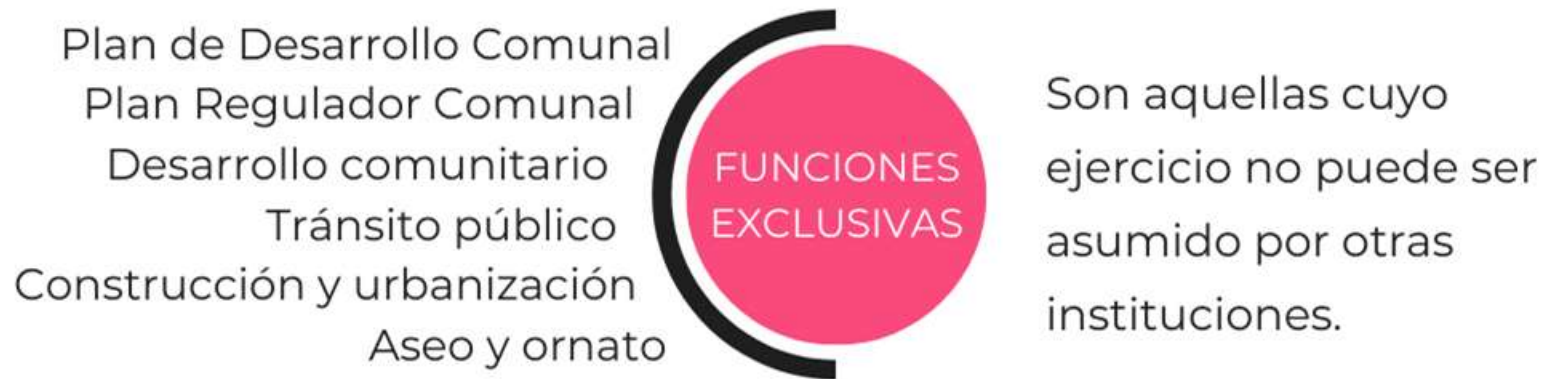 Plan de Desarrollo Comunal
Plan Regulador Comunal
Desarrollo comunitario
Tránsito público
Construcción y urbanización
Aseo y ornato
FUNCIONES
EXCLUSIVAS
Son aquellas cuyo
ejercicio no puede ser
asumido por otras
instituciones.